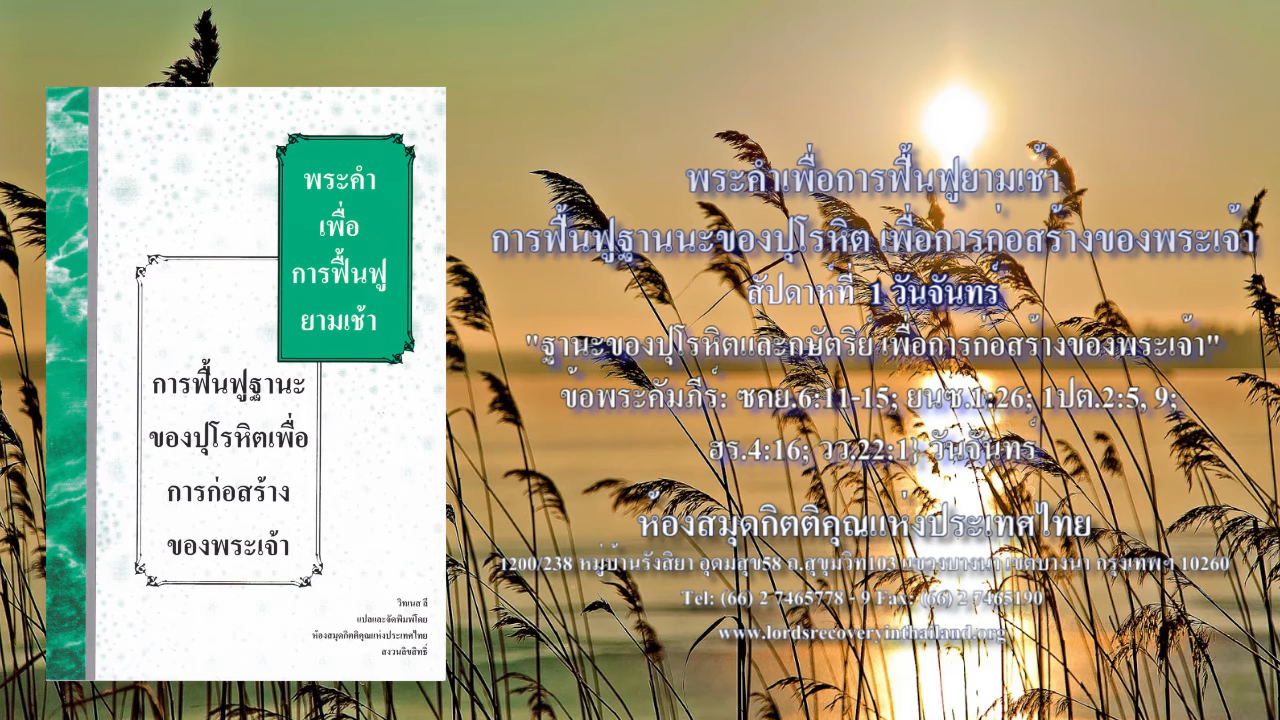 พระคำ
เพื่อ
การฟื้นฟู
ยามเช้า
การฟื้นฟูฐานะ
ของปุโรหิตเพื่อ
การก่อสร้าง
ของพระเจ้า
วิทเนส ลี
แปลและจัดพิมพ์โดย
ห้องสมุดกิตติคุณแห่งประเทศไทย
สงวนลิขสิทธิ์
พระคำเพื่อการฟื้นฟูยามเช้า
การฟื้นฟูฐานนะของปุโรหิต เพื่อการก่อสร้างของพระเจ้า
สัปดาห์ที่ 1 วันจันทร์
"ฐานะของปุโรหิตและกษัตริย์ เพื่อการก่อสร้างของพระเจ้า"
ข้อพระคัมภีร์: ซคย.6:11-15; ยนซ.1:26; 1ปต.2:5, 9;
ฮร.4:16; วว.22:1} วันจันทร์
ห้องสมุดกิตติคุณแห่งประเทศไทย
1200/238 หมู่บ้านรังสิยา อุดมสุข58 ถ.สุขุมวิท103 แขวงบางนา เขตบางนา กรุงเทพฯ 10260
Tel: (66) 2 7465778 - 9 Fax: (66) 2 7465190
www.lordsrecoveryinthailand.org